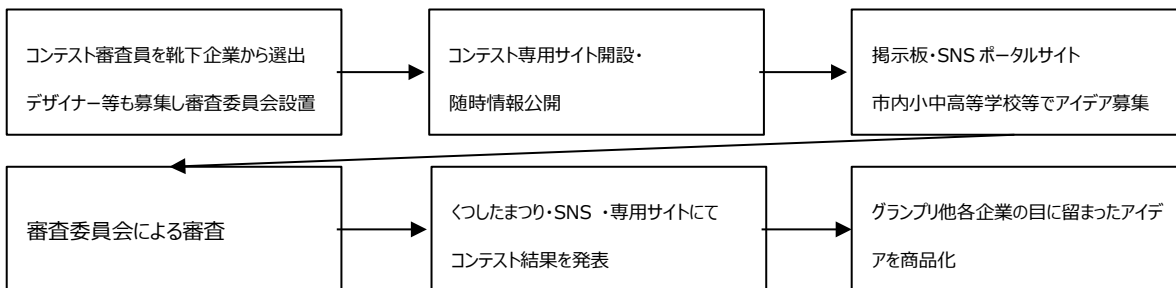 コンテスト審査員を靴下企業から選出
デザイナー等も募集し審査委員会設置
コンテスト専用サイト開設・
随時情報公開
掲示板・SNS ポータルサイト
市内小中高等学校等でアイデア募集
審査委員会による審査
くつしたまつり・SNS ・専用サイトにて
コンテスト結果を発表
グランプリ他各企業の目に留まったアイデ
アを商品化